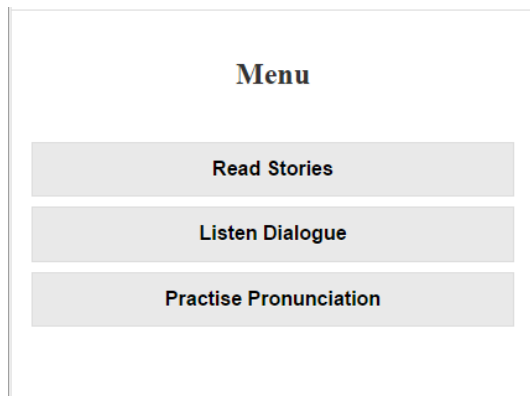 Menu
Read Stories
Listen Dialogue
Practise Pronunciation